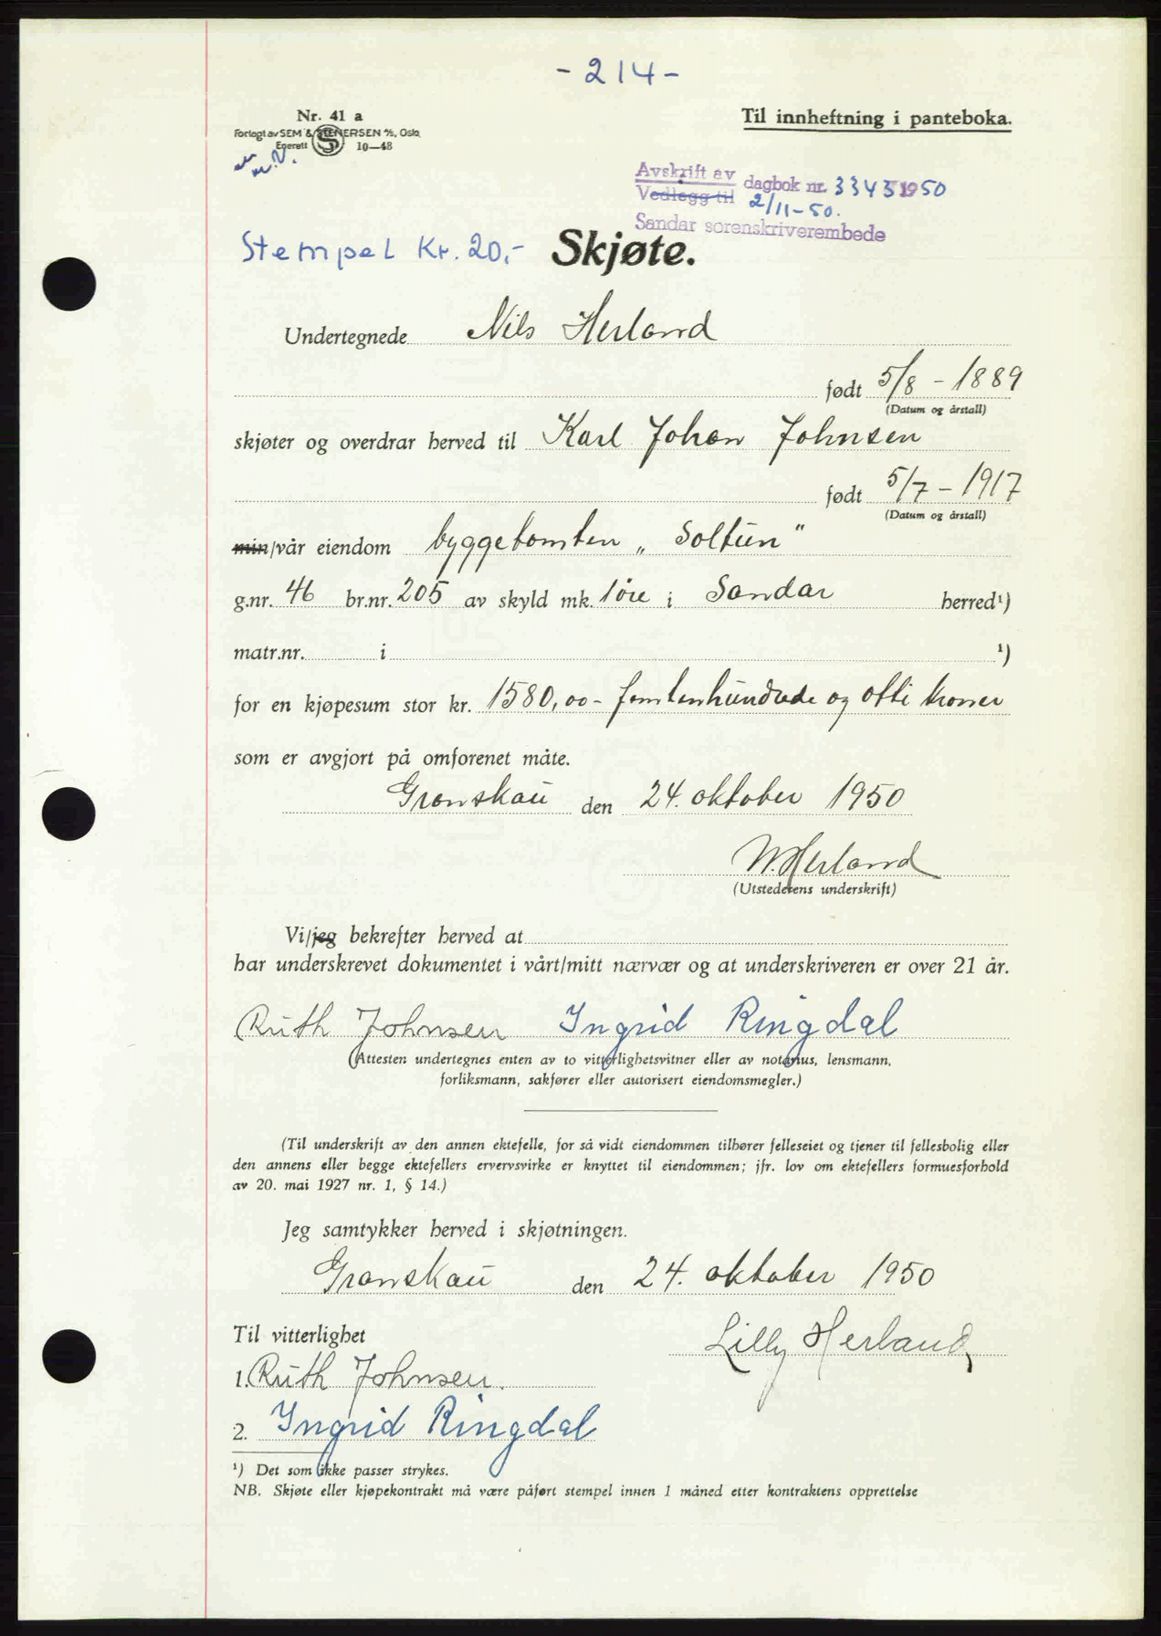 - 214 -
Nr. 41 a
Til innheftning i panteboka.
Forlagt av SEM & STENERSEN A/S, Oslo
Enerett 10—48
Avskrift av
Vedlegg til dagbok nr. 3343 1950
2/11-50.
Sandar sorenskriverembede
Stempel Kr. 20,-
Skjøte.
Undertegnede Nils Herland
født 5/8 - 1889
(Datum og årstall)
skjøter og overdrar herved til Karl Johan Johnsen
født 5/7 - 1917
(Datum og årstall)
min/vår eiendom byggetomten „Soltun“
g.nr. 46 br.nr. 205 av skyld mk. 1 øre i Sandar herred¹)
matr.nr. i ¹)
for en kjøpesum stor kr. 1580,00 - femtenhundrede og otti kroner
som er avgjort på omforenet måte.
Granskau den 24. oktober 1950
N. Herland
(Utstederens underskrift)
Vi/jeg bekrefter herved at
har underskrevet dokumentet i vårt/mitt nærvær og at underskriveren er over 21 år.
Ruth Johnsen Ingrid Ringdal
(Attesten undertegnes enten av to vitterlighetsvitner eller av notarius, lensmann,
forliksmann, sakfører eller autorisert eiendomsmegler.)
(Til underskrift av den annen ektefelle, for så vidt eiendommen tilhører felleseiet og tjener til fellesbolig eller
den annens eller begge ektefellers ervervsvirke er knyttet til eiendommen; jfr. lov om ektefellers formuesforhold
av 20. mai 1927 nr. 1, § 14.)
Jeg samtykker herved i skjøtningen.
Granskau den 24. oktober 1950
Til vitterlighet
Lilly Herland
1. Ruth Johnsen.
2. Ingrid Ringdal
¹) Det som ikke passer strykes.
NB. Skjøte eller kjøpekontrakt må være påført stempel innen 1 måned etter kontraktens opprettelse